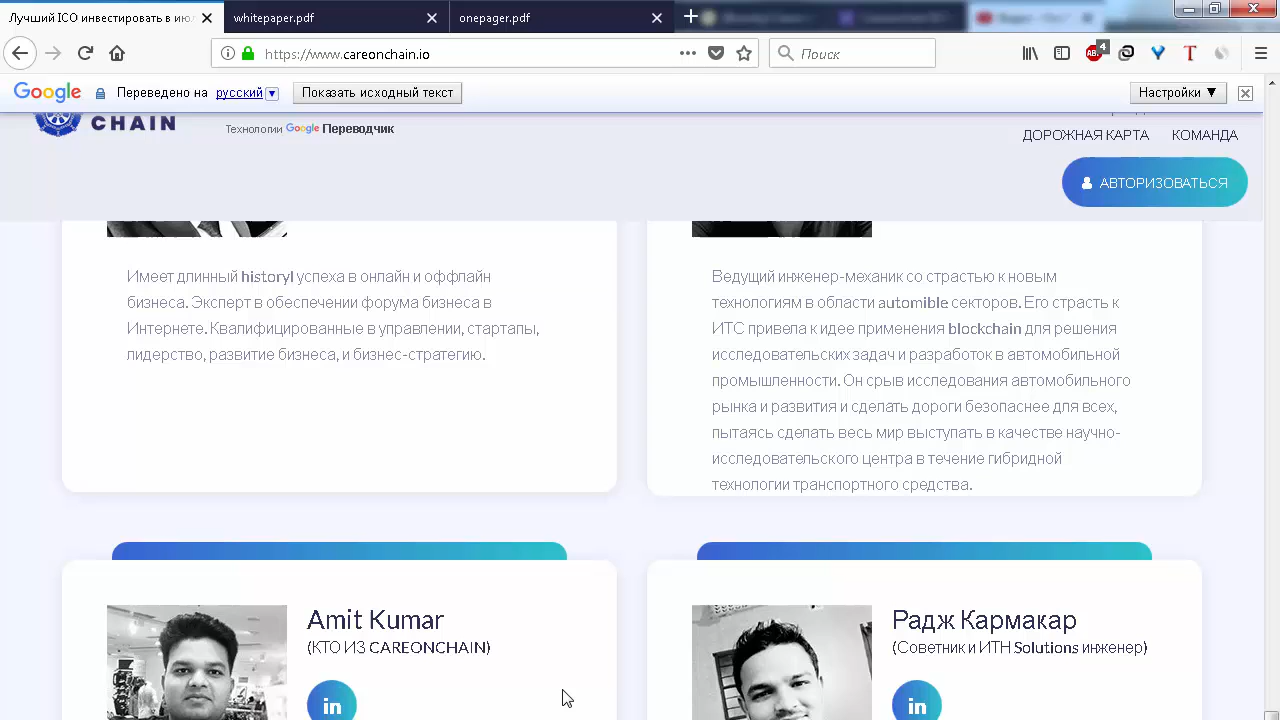 Лучший ICO инвестировать в ию
whitepaper.pdf
onepager.pdf
https://www.careonchain.io
Поиск
4
Google
Переведено на русский
Показать исходный текст
Настройки ▼
CHAIN
Технологии Google Переводчик
ДОРОЖНАЯ КАРТА КОМАНДА
АВТОРИЗОВАТЬСЯ
Имеет длинный historyl успеха в онлайн и оффлайн
бизнеса. Эксперт в обеспечении форума бизнеса в
Интернете. Квалифицированные в управлении, стартапы,
лидерство, развитие бизнеса, и бизнес-стратегию.
Ведущий инженер-механик со страстью к новым
технологиям в области automible секторов. Его страсть к
ИТС привела к идее применения blockchain для решения
исследовательских задач и разработок в автомобильной
промышленности. Он срыв исследования автомобильного
рынка и развития и сделать дороги безопаснее для всех,
пытаясь сделать весь мир выступать в качестве научно-
исследовательского центра в течение гибридной
технологии транспортного средства.
Amit Kumar
(КТО ИЗ CAREONCHAIN)
in
Радж Кармакар
(Советник и ИТН Solutions инженер)
in